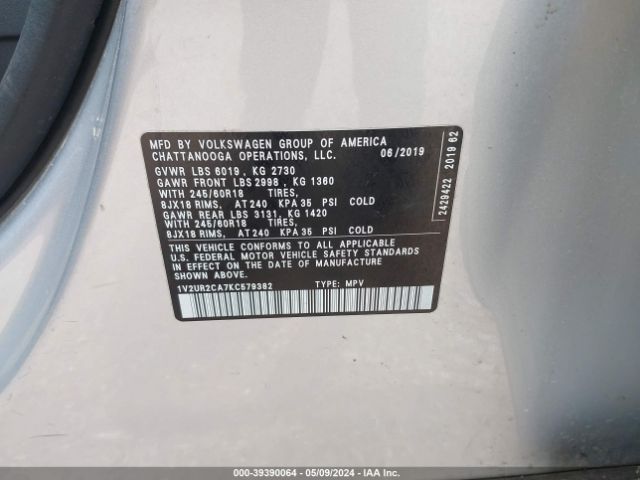 MFD BY VOLKSWAGEN GROUP OF AMERICA
CHATTANOOGA OPERATIONS, LLC. 06/2019
GVWR LBS 6019 , KG 2730
GAWR FRONT LBS 2998 , KG 1360
WITH 245/60R18 TIRES,
8JX18 RIMS, AT 240 KPA 35 PSI COLD
GAWR REAR LBS 3131, KG 1420
WITH 245/60R18 TIRES,
8JX18 RIMS, AT 240 KPA 35 PSI COLD
THIS VEHICLE CONFORMS TO ALL APPLICABLE
U.S. FEDERAL MOTOR VEHICLE SAFETY STANDARDS
IN EFFECT ON THE DATE OF MANUFACTURE
SHOWN ABOVE.
1V2UR2CA7KC579382 TYPE: MPV
2429422 2019 62
000-39390064 / 05/09/2024 - IAA Inc.